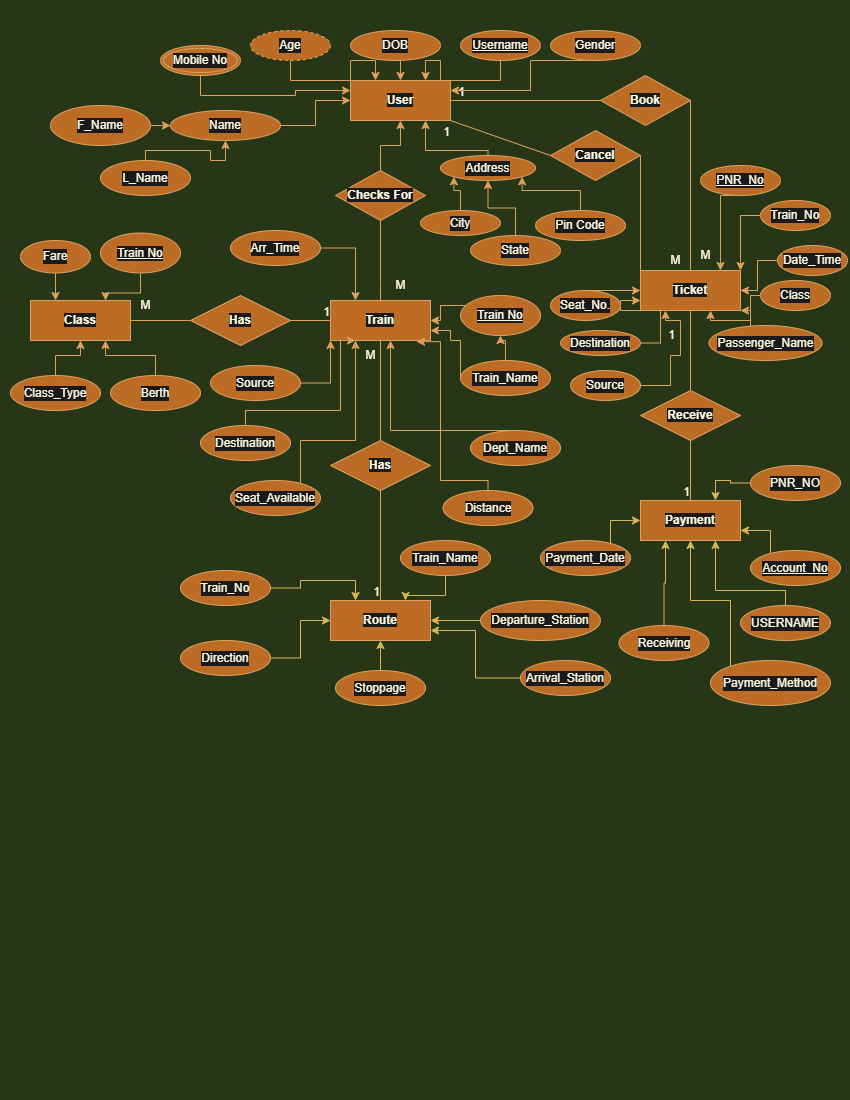 Age
DOB
Username
Gender
Mobile No
User
1
Book
F_Name
Name
1
Cancel
L_Name
Address
Checks For
PNR_No
City
State
Pin Code
Train_No
Fare
Train No
Arr_Time
M
M
Date_Time
M
Ticket
Class
Class
M
Has
1
Train
Train No
Seat_No.
Destination
1
Passenger_Name
M
Class_Type
Berth
Source
Train_Name
Source
Receive
Destination
Dept_Name
Has
Seat_Available
Distance
1
PNR_NO
Payment
Train_Name
Payment_Date
Account_No
Train_No
1
Route
Departure_Station
USERNAME
Direction
Receiving
Stoppage
Arrival_Station
Payment_Method